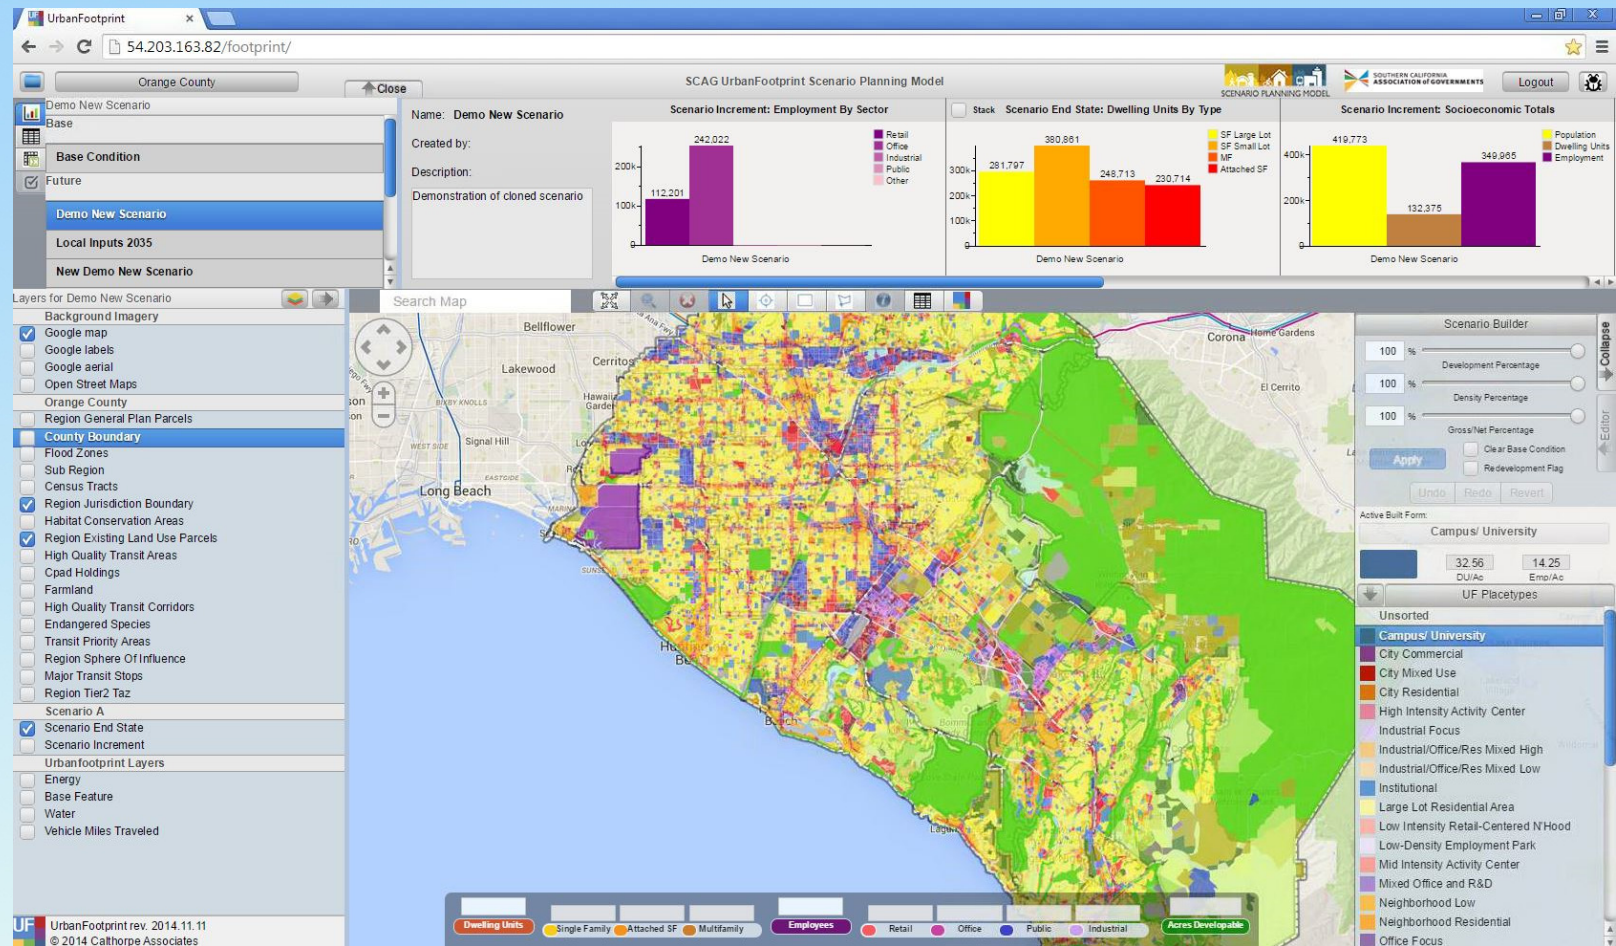 UrbanFootprint
54.203.163.82/footprint/
Orange County
Close
SCAG UrbanFootprint Scenario Planning Model
SCENARIO PLANNING MODEL
SOUTHERN CALIFORNIA
ASSOCIATION of GOVERNMENTS
Logout
Demo New Scenario
Base
Base Condition
Future
Demo New Scenario
Local Inputs 2035
New Demo New Scenario
Name: Demo New Scenario
Created by:
Description:
Demonstration of cloned scenario
Scenario Increment: Employment By Sector
242,022
200k
112,201
100k
0
Demo New Scenario
Retail
Office
Industrial
Public
Other
Stack Scenario End State: Dwelling Units By Type
380,861
300k
281,797
248,713
230,714
200k
100k
0
Demo New Scenario
SF Large Lot
SF Small Lot
MF
Attached SF
Scenario Increment: Socioeconomic Totals
419,773
400k
349,965
200k
132,375
0
Demo New Scenario
Population
Dwelling Units
Employment
Layers for Demo New Scenario
Background Imagery
Google map
Google labels
Google aerial
Open Street Maps
Orange County
Region General Plan Parcels
County Boundary
Flood Zones
Sub Region
Census Tracts
Region Jurisdiction Boundary
Habitat Conservation Areas
Region Existing Land Use Parcels
High Quality Transit Areas
Cpad Holdings
Farmland
High Quality Transit Corridors
Endangered Species
Transit Priority Areas
Region Sphere Of Influence
Major Transit Stops
Region Tier2 Taz
Scenario A
Scenario End State
Scenario Increment
Urbanfootprint Layers
Energy
Base Feature
Water
Vehicle Miles Traveled
UF
UrbanFootprint rev. 2014.11.11
© 2014 Calthorpe Associates
Search Map
Bellflower
Lakewood
Cerritos
BIXBY KNOLLS
WEST SIDE
Signal Hill
EASTSIDE
Long Beach
Corona
Home Gardens
El Cerrito
Dwelling Units
Single Family
Attached SF
Multifamily
Employees
Retail
Office
Public
Industrial
Acres Developable
Scenario Builder
Collapse
Editor
100 %
Development Percentage
100 %
Density Percentage
100 %
Gross/Net Percentage
Apply
Clear Base Condition
Redevelopment Flag
Undo Redo Revert
Active Built Form:
Campus/ University
32.56
DU/Ac
14.25
Emp/Ac
UF Placetypes
Unsorted
Campus/ University
City Commercial
City Mixed Use
City Residential
High Intensity Activity Center
Industrial Focus
Industrial/Office/Res Mixed High
Industrial/Office/Res Mixed Low
Institutional
Large Lot Residential Area
Low Intensity Retail-Centered N'Hood
Low-Density Employment Park
Mid Intensity Activity Center
Mixed Office and R&D
Neighborhood Low
Neighborhood Residential
Office Focus